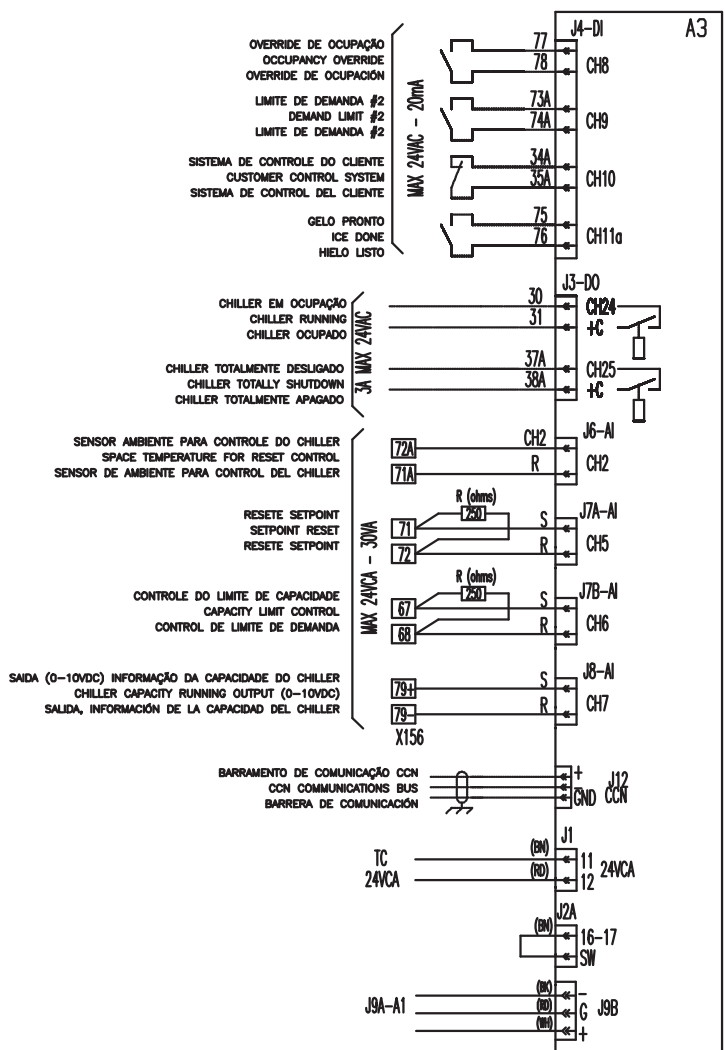 J4-DI A3
OVERRIDE DE OCUPAÇÃO
OCCUPANCY OVERRIDE
OVERRIDE DE OCUPACIÓN
77
78
CH8
LIMITE DE DEMANDA #2
DEMAND LIMIT #2
LIMITE DE DEMANDA #2
73A
74A
CH9
SISTEMA DE CONTROLE DO CLIENTE
CUSTOMER CONTROL SYSTEM
SISTEMA DE CONTROL DEL CLIENTE
34A
35A
CH10
GELO PRONTO
ICE DONE
HIELO LISTO
75
76
CH11a
MAX 24VAC - 20mA
J3-DO
CHILLER EM OCUPAÇÃO
CHILLER RUNNING
CHILLER OCUPADO
30
31
CH24
+C
CHILLER TOTALMENTE DESLIGADO
CHILLER TOTALLY SHUTDOWN
CHILLER TOTALMENTE APAGADO
37A
38A
CH25
+C
3A MAX 24VAC
J6-AI
SENSOR AMBIENTE PARA CONTROLE DO CHILLER
SPACE TEMPERATURE FOR RESET CONTROL
SENSOR DE AMBIENTE PARA CONTROL DEL CHILLER
72A
71A
CH2
R
CH2
J7A-AI
RESETE SETPOINT
SETPOINT RESET
RESETE SETPOINT
R (ohms)
250
71
72
S
R
CH5
J7B-AI
CONTROLE DO LIMITE DE CAPACIDADE
CAPACITY LIMIT CONTROL
CONTROL DE LIMITE DE DEMANDA
R (ohms)
250
67
68
S
R
CH6
MAX 24VCA - 30VA
J8-AI
SAIDA (0-10VDC) INFORMAÇÃO DA CAPACIDADE DO CHILLER
CHILLER CAPACITY RUNNING OUTPUT (0-10VDC)
SALIDA, INFORMACIÓN DE LA CAPACIDAD DEL CHILLER
79+
79-
X156
S
R
CH7
BARRAMENTO DE COMUNICAÇÃO CCN
CCN COMMUNICATIONS BUS
BARRERA DE COMUNICACIÓN
+
-
GND
J12
CCN
J1
TC
24VCA
(BN)
(RD)
11
12
24VCA
J2A
(BN)
16-17
SW
J9A-A1
(BK)
(RD)
(WH)
-
G
+
J9B